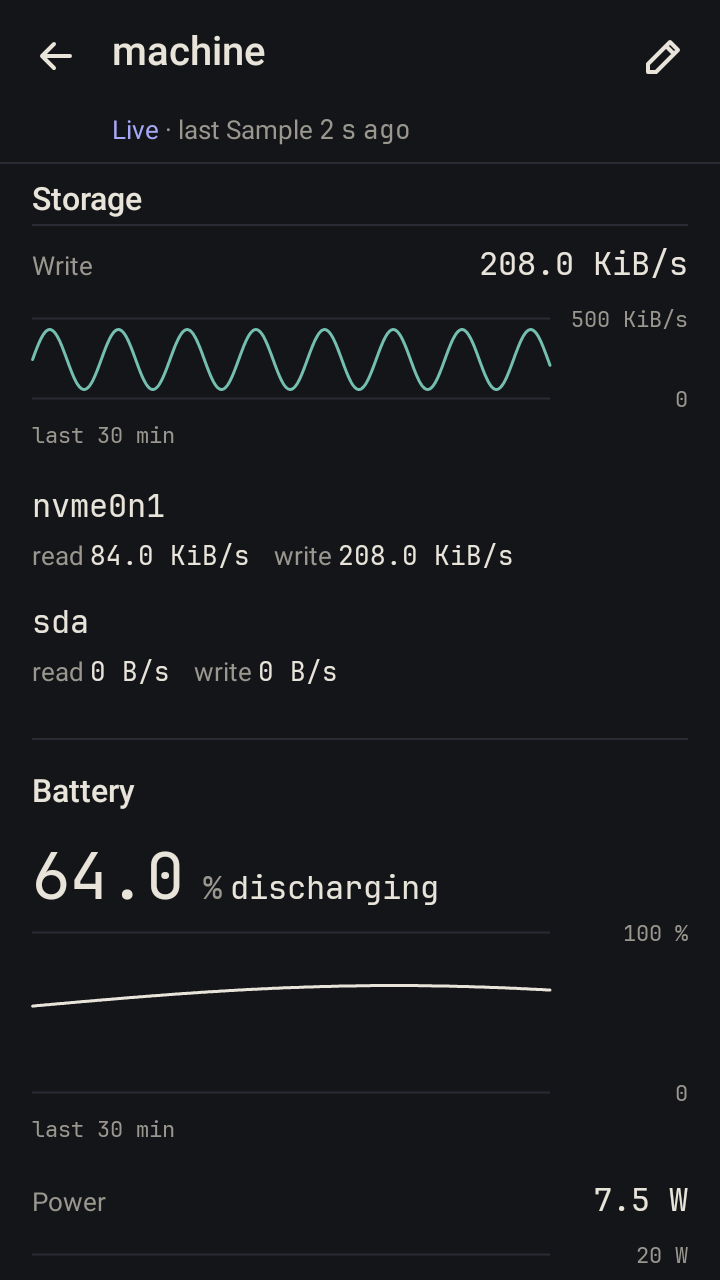 machine
Live · last Sample 2 s ago
Storage
Write 208.0 KiB/s
500 KiB/s
0
last 30 min
nvme0n1
read 84.0 KiB/s write 208.0 KiB/s
sda
read 0 B/s write 0 B/s
Battery
64.0 % discharging
100 %
0
last 30 min
Power 7.5 W
20 W